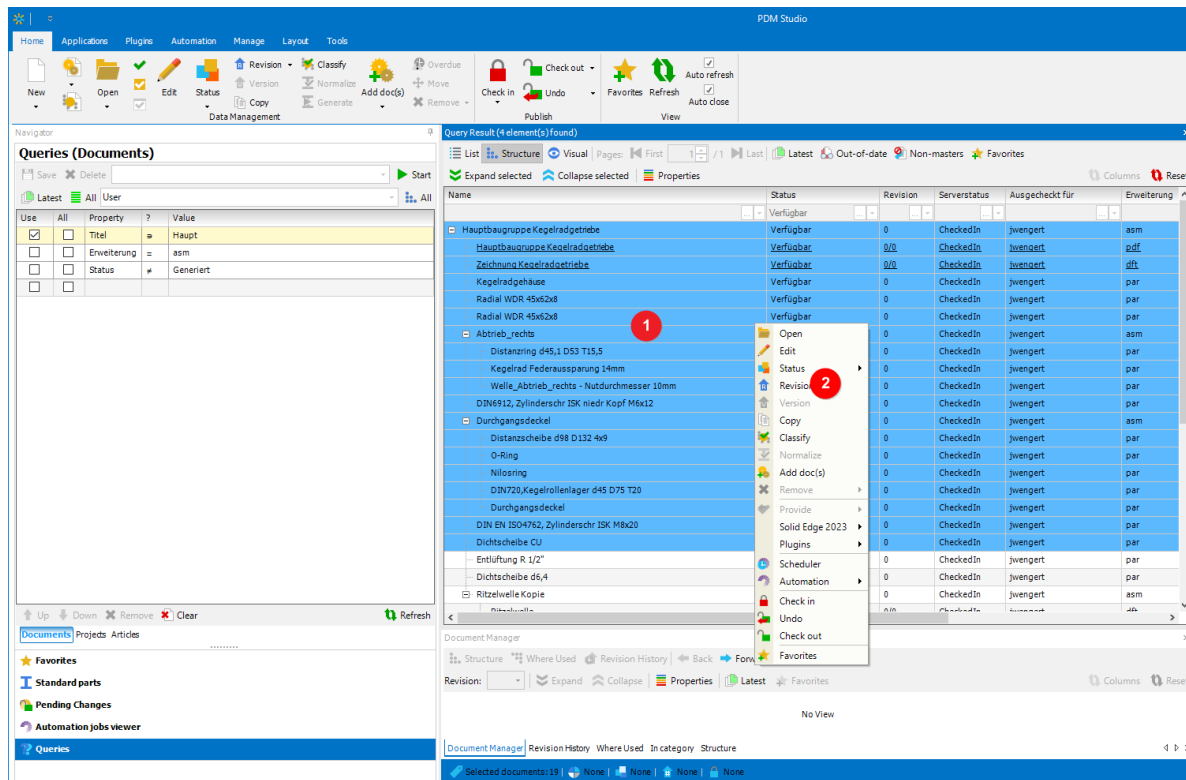 PDM Studio
Home Applications Plugins Automation Manage Layout Tools
New Open Edit Status Revision Version Copy Classify Normalize Generate Add doc(s) Overdue Move Remove Check in Check out Undo Favorites Refresh Auto refresh Auto close
Data Management Publish View
Navigator
Queries (Documents)
Save Delete Start
Latest All User All
Use All Property ? Value
Titel Haupt
Erweiterung = asm
Status ≠ Generiert
Up Down Remove Clear Refresh
Documents Projects Articles
Favorites
Standard parts
Pending Changes
Automation jobs viewer
Queries
Query Result (4 element(s) found)
List Structure Visual Pages: First 1 / 1 Last Latest Out-of-date Non-masters Favorites
Expand selected Collapse selected Properties Columns Reset
Name Status Revision Serverstatus Ausgecheckt für Erweiterung
Verfügbar
Hauptbaugruppe Kegelradgetriebe Verfügbar 0 CheckedIn jwengert asm
Hauptbaugruppe Kegelradgetriebe Verfügbar 0/0 CheckedIn jwengert pdf
Zeichnung Kegelradgetriebe Verfügbar 0/0 CheckedIn jwengert dft
Kegelradgehäuse Verfügbar 0 CheckedIn jwengert par
Radial WDR 45x62x8 Verfügbar 0 CheckedIn jwengert par
Radial WDR 45x62x8 Verfügbar 0 CheckedIn jwengert par
Abtrieb_rechts 0 CheckedIn jwengert asm
Distanzring d45,1 D53 T15,5 0 CheckedIn jwengert par
Kegelrad Federaussparung 14mm 0 CheckedIn jwengert par
Welle_Abtrieb_rechts - Nutdurchmesser 10mm 0 CheckedIn jwengert par
DIN6912, Zylinderschr ISK niedr Kopf M6x12 0 CheckedIn jwengert par
Durchgangsdeckel 0 CheckedIn jwengert asm
Distanzscheibe d98 D132 4x9 0 CheckedIn jwengert par
O-Ring 0 CheckedIn jwengert par
Nilosring 0 CheckedIn jwengert par
DIN720,Kegelrollenlager d45 D75 T20 0 CheckedIn jwengert par
Durchgangsdeckel 0 CheckedIn jwengert par
DIN EN ISO4762, Zylinderschr ISK M8x20 0 CheckedIn jwengert par
Dichtscheibe CU 0 CheckedIn jwengert par
Entlüftung R 1/2" 0 CheckedIn jwengert par
Dichtscheibe d6,4 0 CheckedIn jwengert par
Ritzelwelle Kopie 0 CheckedIn jwengert asm
1
2
Open
Edit
Status
Revision
Version
Copy
Classify
Normalize
Add doc(s)
Remove
Provide
Solid Edge 2023
Plugins
Scheduler
Automation
Check in
Undo
Check out
Favorites
Document Manager
Structure Where Used Revision History Back Forw
Revision: Expand Collapse Properties Latest Favorites Columns Rese
No View
Document Manager Revision History Where Used In category Structure
Selected documents: 19 | None | None | None | None